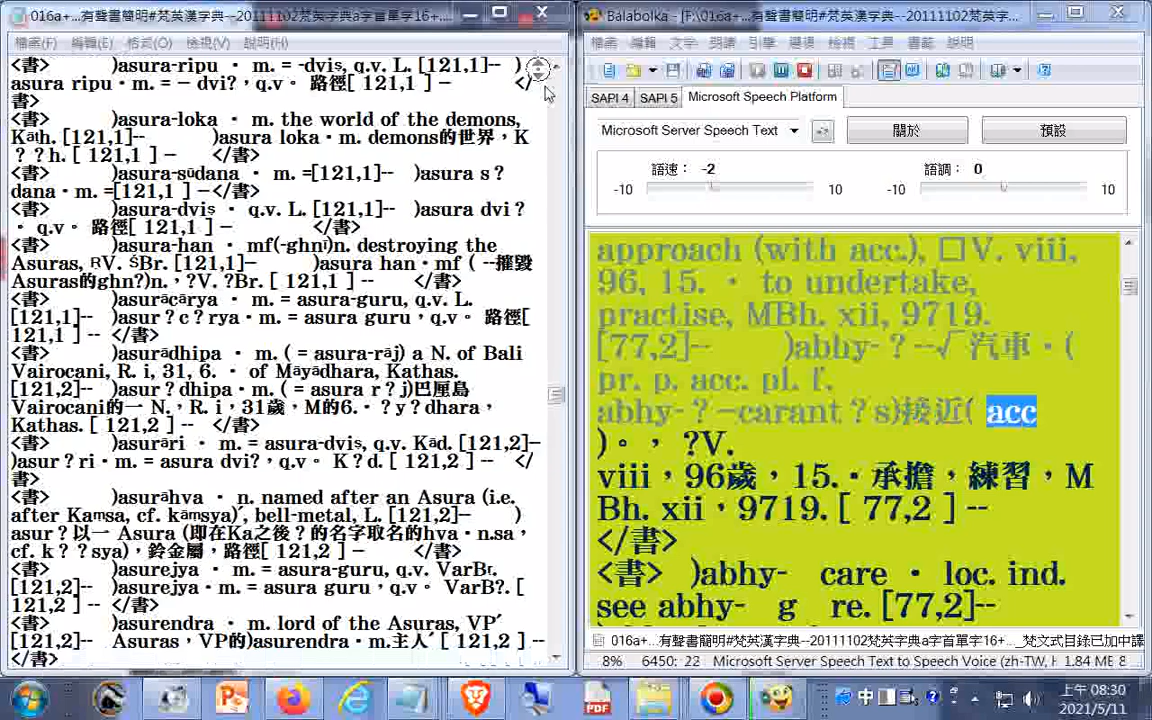 016a+...有聲書簡明#梵英漢字典--20111102梵英字典a字首單字16+...
檔案(F) 編輯(E) 格式(O) 檢視(V) 說明(H)
<書> )asura-ripu · m. = -dviṣ, q.v. L. [121,1]-- )
asura ripu · m. = — dvi?, q.v。 路徑[ 121,1 ] — </
書>
<書> )asura-loka · m. the world of the demons,
Kāth. [121,1]-- )asura loka · m. demons的世界, K
? ?h. [ 121,1 ] — </書>
<書> )asura-sūdana · m. =[121,1]-- )asura s ?
dana · m. =[121,1 ] —</書>
<書> )asura-dviṣ · q.v. L. [121,1]-- )asura dvi ?
· q.v。 路徑[ 121,1 ] </書>
<書> )asura-han · mf(-ghnī)n. destroying the
Asuras, ṚV. ŚBr. [121,1]-- )asura han · mf ( --摧毀
Asuras的ghn?)n., ?V. ?Br. [ 121,1 ] </書>
<書> )asurācārya · m. = asura-guru, q.v. L.
[121,1]-- )asur ? c ? rya · m. = asura guru, q.v。 路徑[
121,1 ] -- </書>
<書> )asurādhipa · m. ( = asura-rāj) a N. of Bali
Vairocani, R. i, 31, 6. · of Māyādhara, Kathas.
[121,2]-- )asur ? dhipa · m. ( = asura r ? j)巴厘島
Vairocani的一 N., R. i, 31歲, M的6. · ? y ? dhara,
Kathas. [ 121,2 ] -- </書>
<書> )asurāri · m. = asura-dviṣ, q.v. Kād. [121,2]--
)asur ? ri · m. = asura dvi?, q.v。 K ? d. [ 121,2 ] -- </
書>
<書> )asurāhva · n. named after an Asura (i.e.
after Kaṃsa, cf. kāṃsya)', bell-metal, L. [121,2]-- )
asur ? 以一 Asura (即在Ka之後 ? 的名字取名的hva · n.sa,
cf. k ? ? sya), 鈴金屬, 路徑[ 121,2 ] </書>
<書> )asurejya · m. = asura-guru, q.v. VarBṛ.
[121,2]-- )asurejya · m. = asura guru, q.v。 VarB?. [
121,2 ] -- </書>
<書> )asurendra · m. lord of the Asuras, VP'
[121,2]-- Asuras, VP的)asurendra · m.主人' [ 121,2 ] --
</書>
Balabolka - [F:\016a+...有聲書簡明#梵英漢字典--20111102梵英字...
檔案 編輯 文字 朗讀 引擎 選項 檢視 工具 書籤 說明
SAPI 4 SAPI 5 Microsoft Speech Platform
Microsoft Server Speech Text 關於 預設
語速: -2 語調: 0
-10 10 -10 10
approach (with acc.), □V. viii,
96, 15. · to undertake,
practise, MBh. xii, 9719.
[77,2]-- )abhy- ? --√ 汽車 · (
pr. p. acc. pl. f.
abhy- ? —carant ? s)接近( acc
)。, ?V.
viii, 96歲, 15. · 承擔, 練習, M
Bh. xii, 9719. [ 77,2 ] --
</書>
<書> )abhy- care · loc. ind.
see abhy- g re. [77,2]--
016a+...有聲書簡明#梵英漢字典--20111102梵英字典a字首單字16+..._梵文式目錄已加中譯
8% 6450: 22 Microsoft Server Speech Text to Speech Voice (zh-TW, H 1.84 MB 8
中
上午 08:30
2021/5/11